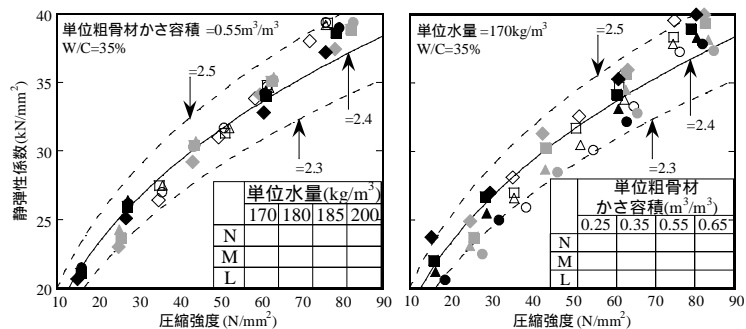 単位粗骨材かさ容積 =0.55m³/m³
W/C=35%
=2.5
=2.4
=2.3
単位水量(kg/m³)
170 180 185 200
N
M
L
40
35
30
25
20
10 20 30 40 50 60 70 80 90
静弾性係数(kN/mm²)
圧縮強度(N/mm²)
単位水量=170kg/m³
W/C=35%
=2.5
=2.4
=2.3
単位粗骨材
かさ容積(m³/m³)
0.25 0.35 0.55 0.65
N
M
L
10 20 30 40 50 60 70 80 90
圧縮強度(N/mm²)